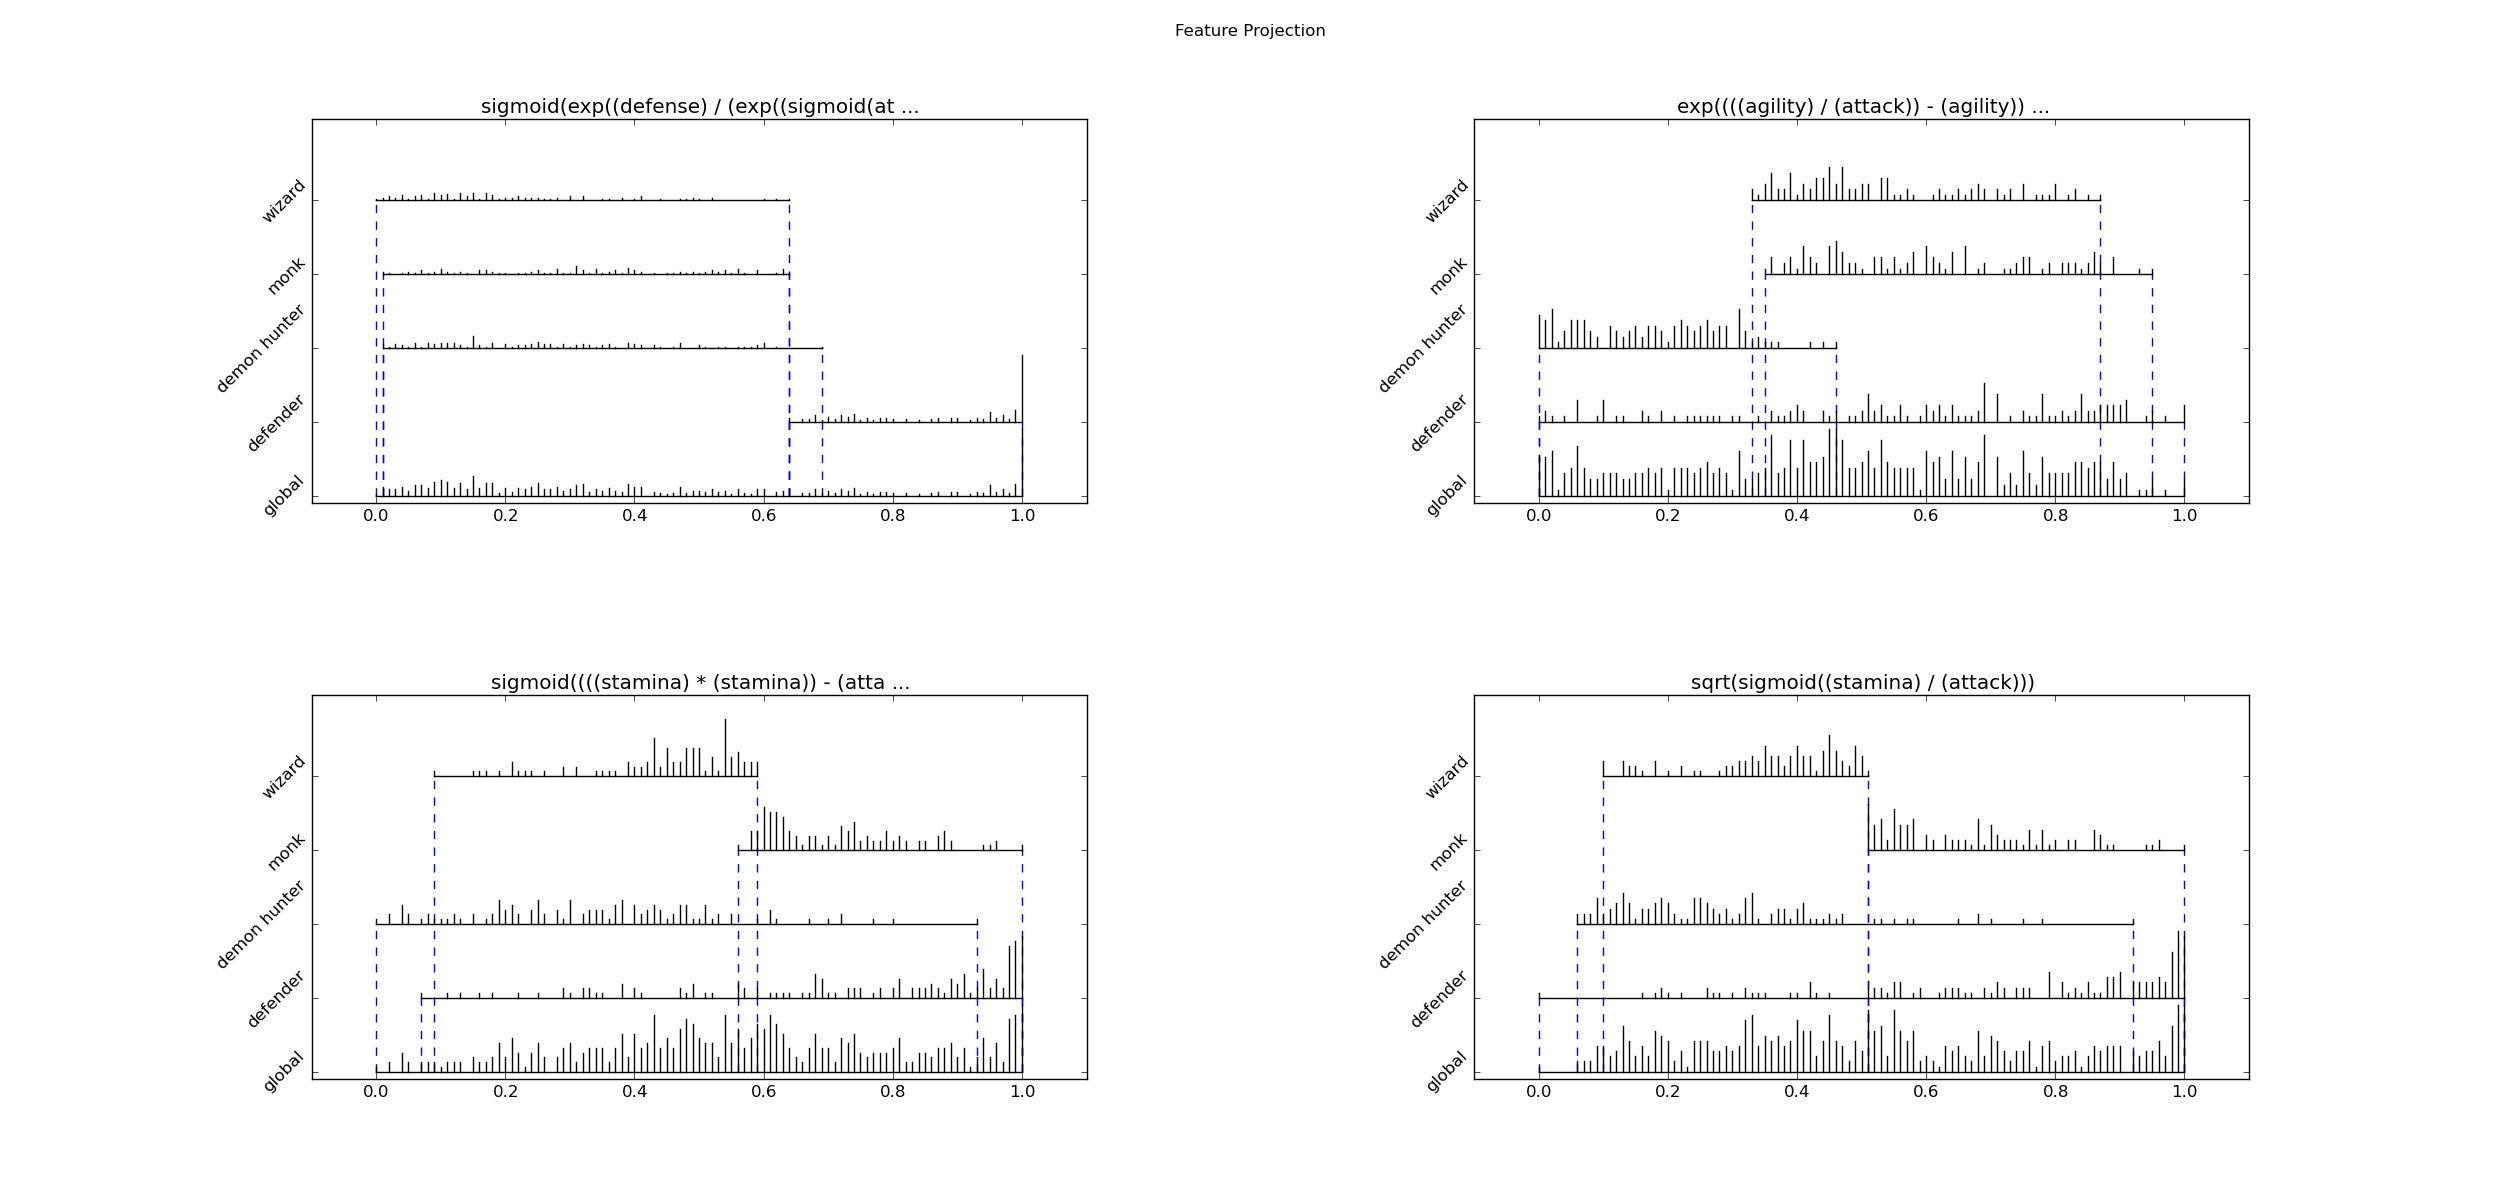 Feature Projection
sigmoid(exp((defense) / (exp((sigmoid(at ...
wizard
monk
demon hunter
defender
global
0.0 0.2 0.4 0.6 0.8 1.0
exp((((agility) / (attack)) - (agility)) ...
wizard
monk
demon hunter
defender
global
0.0 0.2 0.4 0.6 0.8 1.0
sigmoid((((stamina) * (stamina)) - (atta ...
wizard
monk
demon hunter
defender
global
0.0 0.2 0.4 0.6 0.8 1.0
sqrt(sigmoid((stamina) / (attack)))
wizard
monk
demon hunter
defender
global
0.0 0.2 0.4 0.6 0.8 1.0